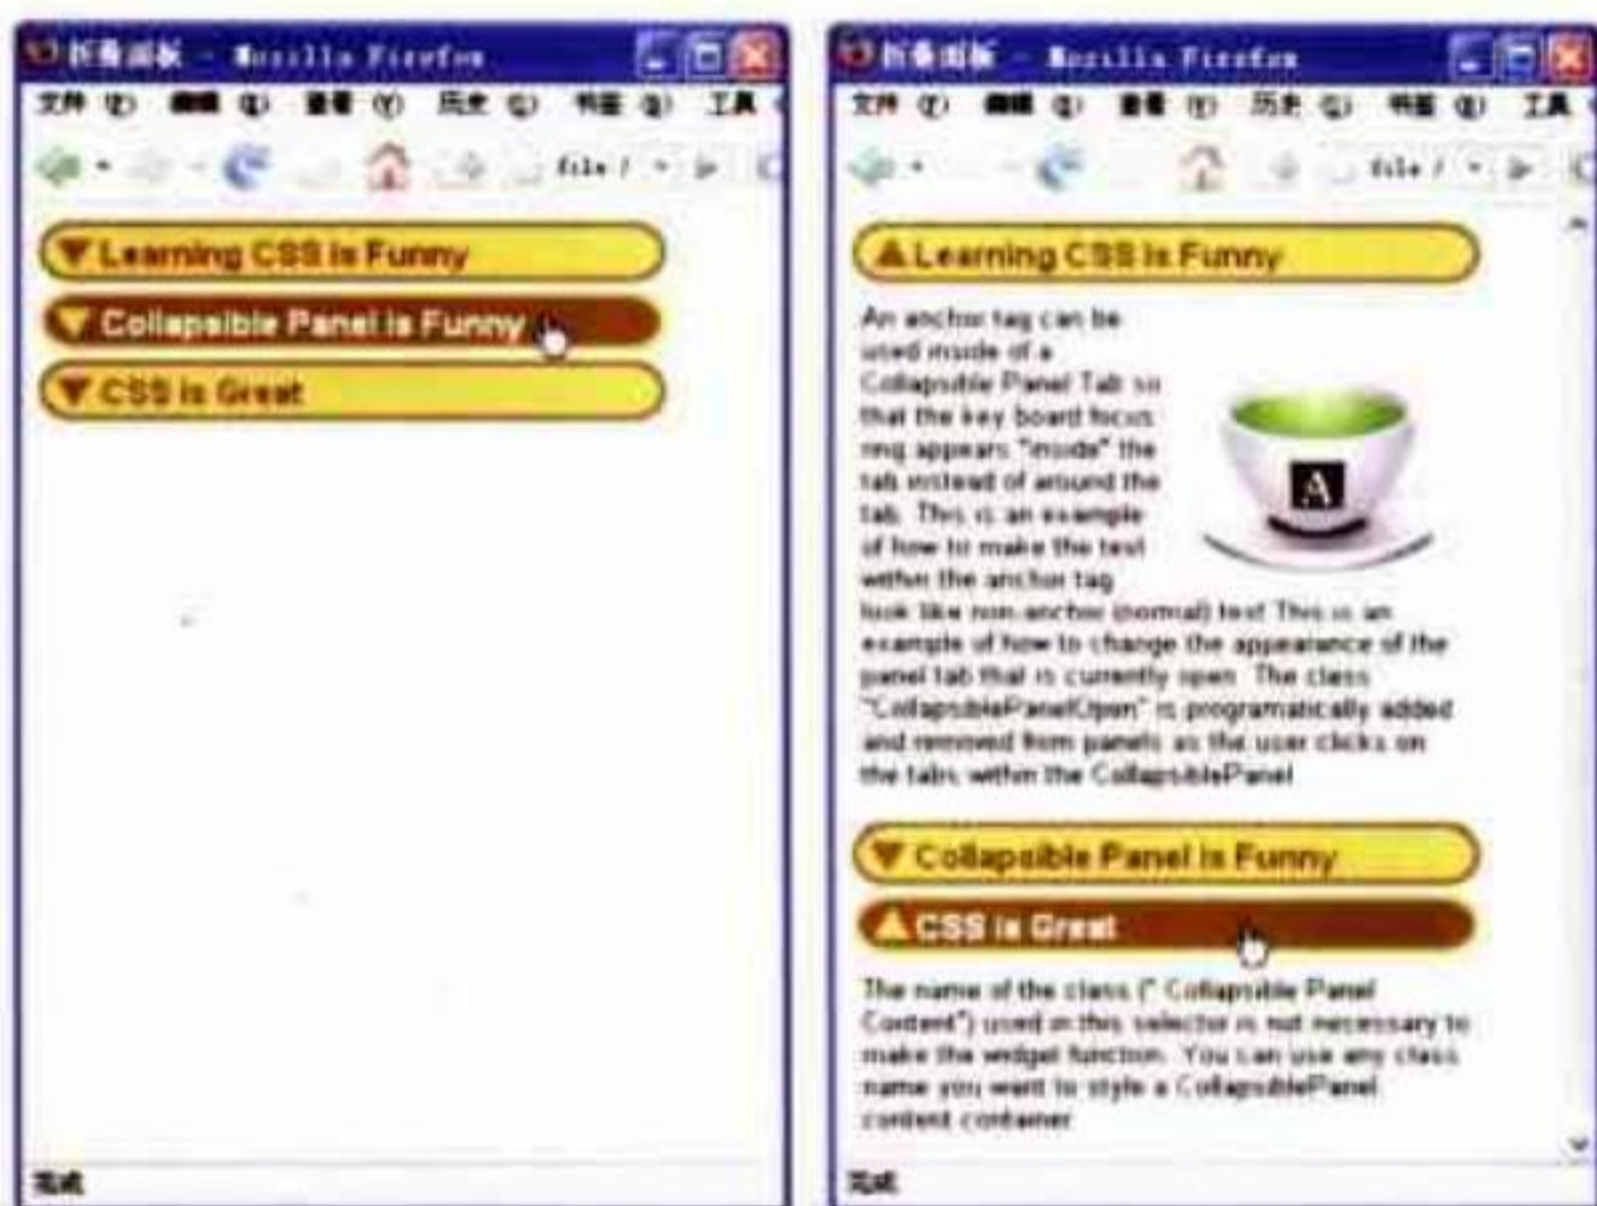 折叠面板 - Mozilla Firefox
文件 (F) 编辑 (E) 查看 (V) 历史 (S) 书签 (B) 工具
file /
Learning CSS is Funny
Collapsible Panel is Funny
CSS is Great
完成
折叠面板 - Mozilla Firefox
文件 (F) 编辑 (E) 查看 (V) 历史 (S) 书签 (B) 工具
file /
Learning CSS is Funny
An anchor tag can be
used inside of a
Collapsible Panel Tab so
that the key board focus
ring appears "inside" the
tab instead of around the
tab. This is an example
of how to make the text
within the anchor tag
look like non-anchor (normal) text This is an
example of how to change the appearance of the
panel tab that is currently open. The class
"CollapsiblePanelOpen" is programatically added
and removed from panels as the user clicks on
the tabs within the CollapsiblePanel
A
Collapsible Panel is Funny
CSS is Great
The name of the class (" Collapsible Panel
Content") used in this selector is not necessary to
make the widget function. You can use any class
name you want to style a CollapsiblePanel
content container
完成